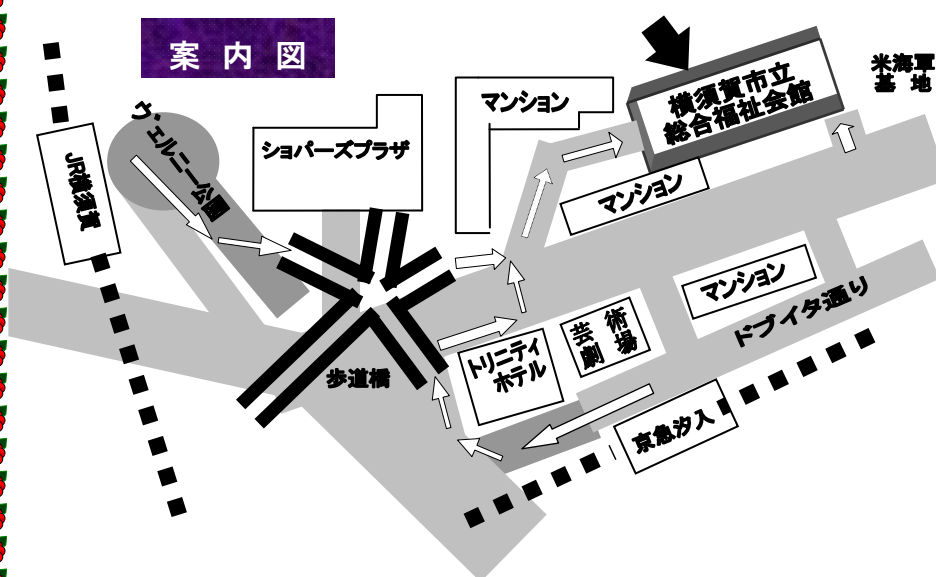 案内図
JR横須賀
ヴェルニー公園
ショパーズプラザ
マンション
横須賀市立
総合福祉会館
米海軍
基地
マンション
マンション
ドブイタ通り
芸術
劇場
トリニティ
ホテル
歩道橋
京急汐入